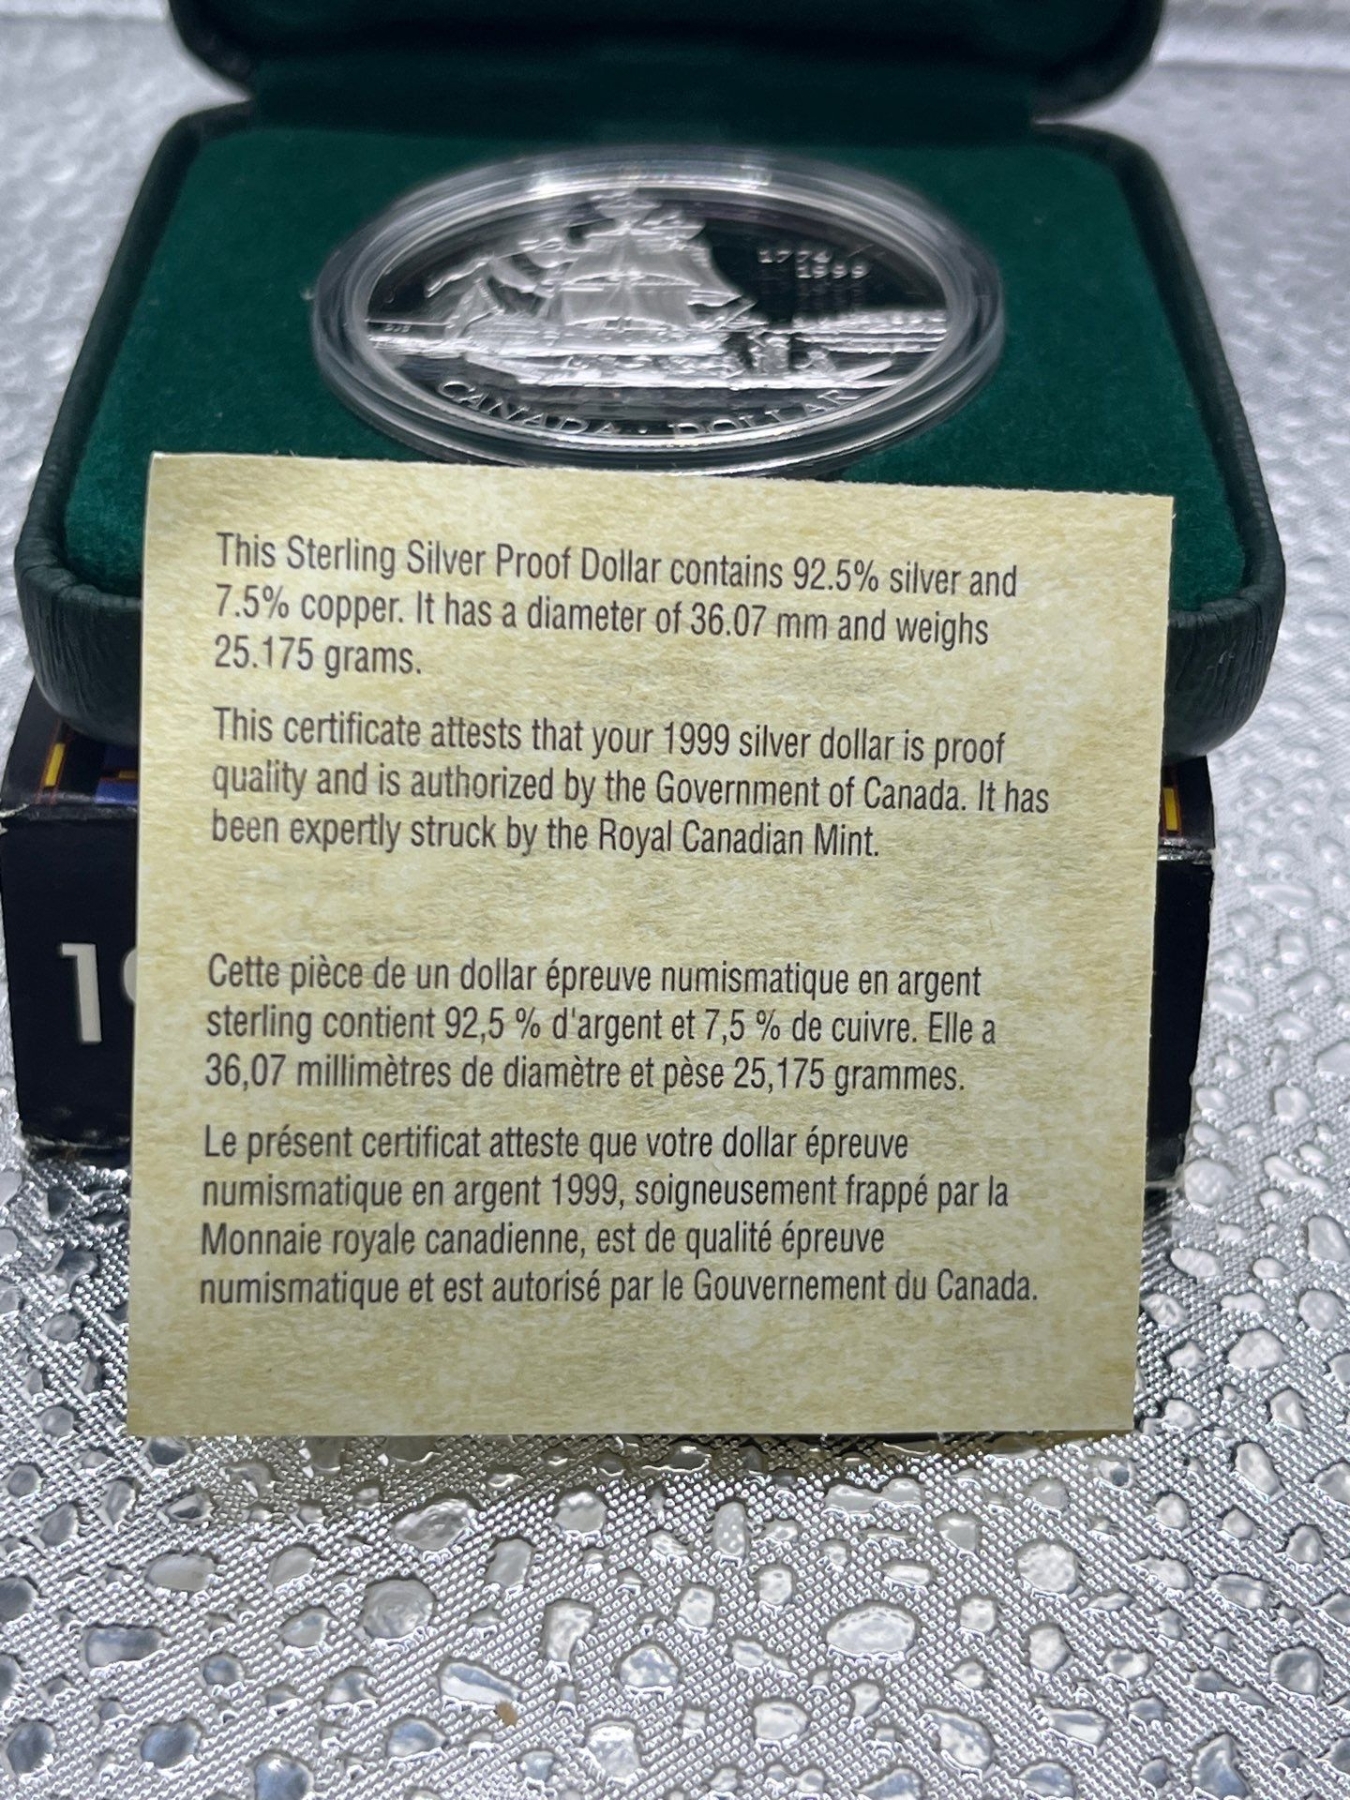 1774
1999
CANADA · DOLLAR
This Sterling Silver Proof Dollar contains 92.5% silver and
7.5% copper. It has a diameter of 36.07 mm and weighs
25.175 grams.
This certificate attests that your 1999 silver dollar is proof
quality and is authorized by the Government of Canada. It has
been expertly struck by the Royal Canadian Mint.
Cette pièce de un dollar épreuve numismatique en argent
sterling contient 92,5 % d'argent et 7,5 % de cuivre. Elle a
36,07 millimètres de diamètre et pèse 25,175 grammes.
Le présent certificat atteste que votre dollar épreuve
numismatique en argent 1999, soigneusement frappé par la
Monnaie royale canadienne, est de qualité épreuve
numismatique et est autorisé par le Gouvernement du Canada.